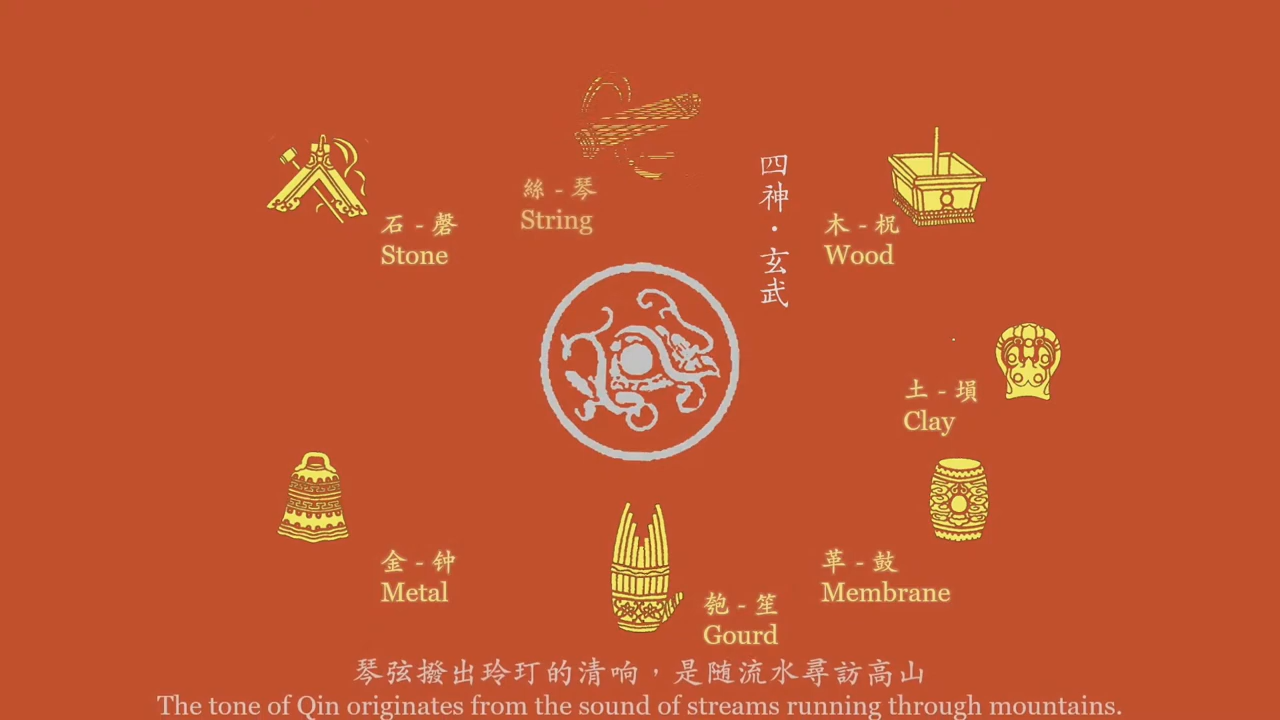 絲 - 琴
String
四神·玄武
石 - 磬
Stone
木 - 柷
Wood
土 - 塤
Clay
金 - 钟
Metal
革 - 鼓
Membrane
匏 - 笙
Gourd
琴弦撥出玲玎的清响，是随流水尋訪高山
The tone of Qin originates from the sound of streams running through mountains.